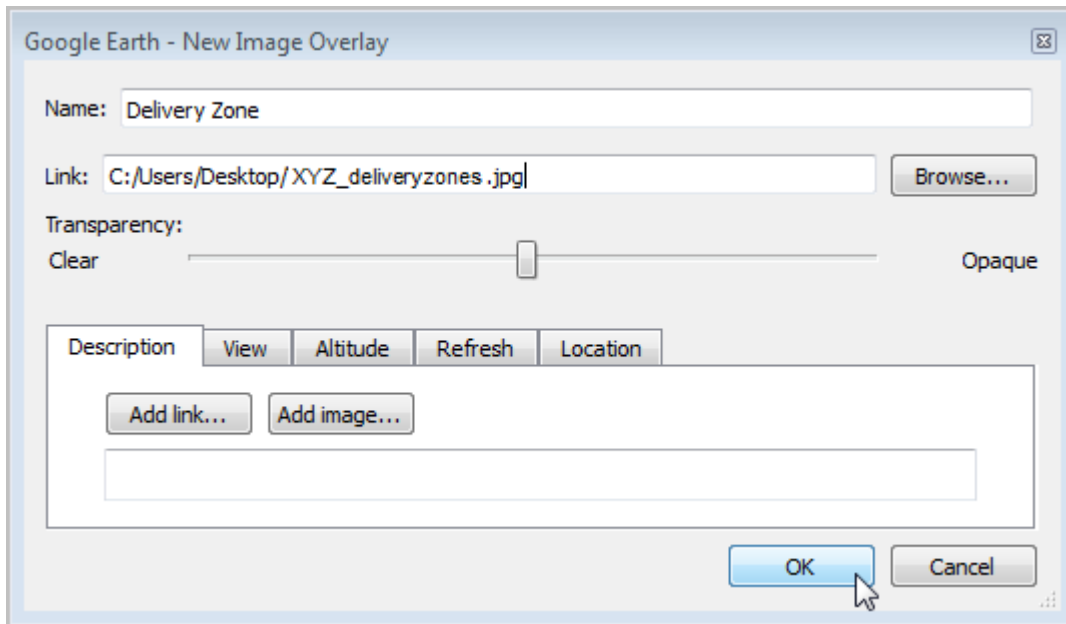 Google Earth - New Image Overlay
Name: Delivery Zone
Link: C:/Users/Desktop/ XYZ_deliveryzones .jpg Browse...
Transparency:
Clear Opaque
Description View Altitude Refresh Location
Add link... Add image...
OK Cancel